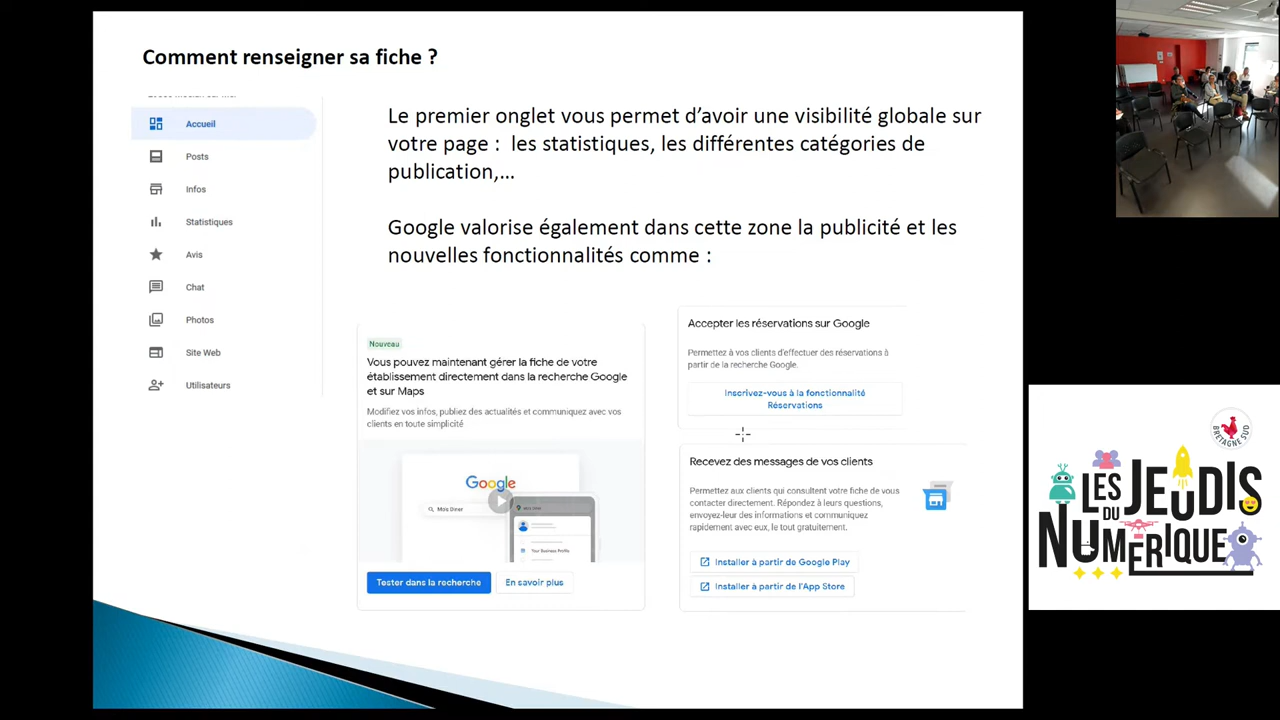 Comment renseigner sa fiche ?
Accueil
Posts
Infos
Statistiques
Avis
Chat
Photos
Site Web
Utilisateurs
Le premier onglet vous permet d’avoir une visibilité globale sur
votre page :  les statistiques, les différentes catégories de
publication,…
Google valorise également dans cette zone la publicité et les
nouvelles fonctionnalités comme :
Nouveau
Vous pouvez maintenant gérer la fiche de votre
établissement directement dans la recherche Google
et sur Maps
Modifiez vos infos, publiez des actualités et communiquez avec vos
clients en toute simplicité
Google
Mo's Diner
Your Business Profile
Tester dans la recherche
En savoir plus
Accepter les réservations sur Google
Permettez à vos clients d'effectuer des réservations à
partir de la recherche Google.
Inscrivez-vous à la fonctionnalité
Réservations
Recevez des messages de vos clients
Permettez aux clients qui consultent votre fiche de vous
contacter directement. Répondez à leurs questions,
envoyez-leur des informations et communiquez
rapidement avec eux, le tout gratuitement.
Installer à partir de Google Play
Installer à partir de l'App Store
BRETAGNE SUD
LES JEUDIS
DU
NUMERIQUE